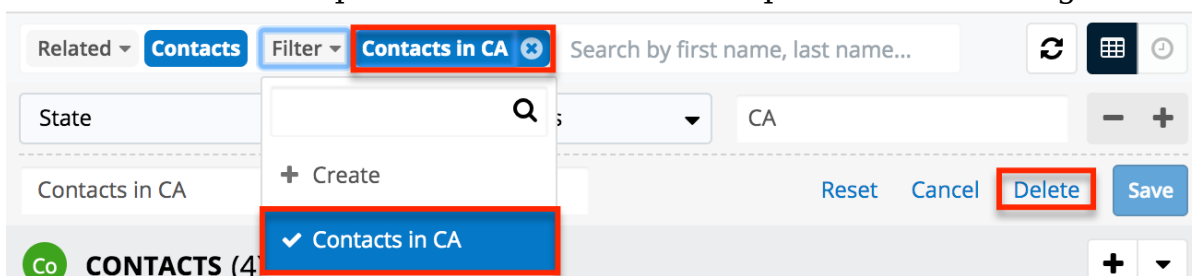 Related Contacts Filter Contacts in CA Search by first name, last name...
State CA
Create
Contacts in CA Reset Cancel Delete Save
Contacts in CA
Co CONTACTS (4)